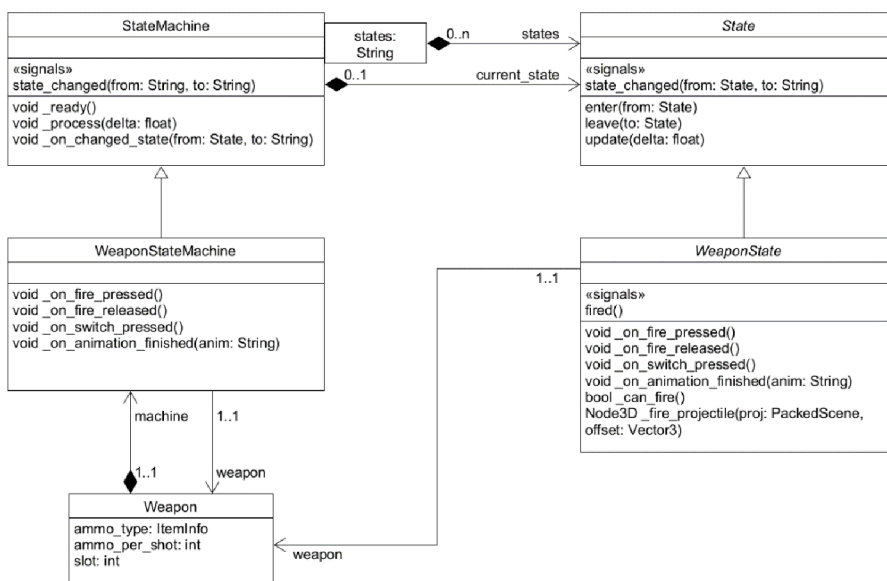 StateMachine
«signals»
state_changed(from: String, to: String)
void _ready()
void _process(delta: float)
void _on_changed_state(from: State, to: String)
states:
String
0..n
states
0..1
current_state
State
«signals»
state_changed(from: State, to: String)
enter(from: State)
leave(to: State)
update(delta: float)
WeaponStateMachine
void _on_fire_pressed()
void _on_fire_released()
void _on_switch_pressed()
void _on_animation_finished(anim: String)
WeaponState
«signals»
fired()
void _on_fire_pressed()
void _on_fire_released()
void _on_switch_pressed()
void _on_animation_finished(anim: String)
bool _can_fire()
Node3D _fire_projectile(proj: PackedScene,
offset: Vector3)
1..1
machine
1..1
1..1
weapon
Weapon
ammo_type: ItemInfo
ammo_per_shot: int
slot: int
weapon